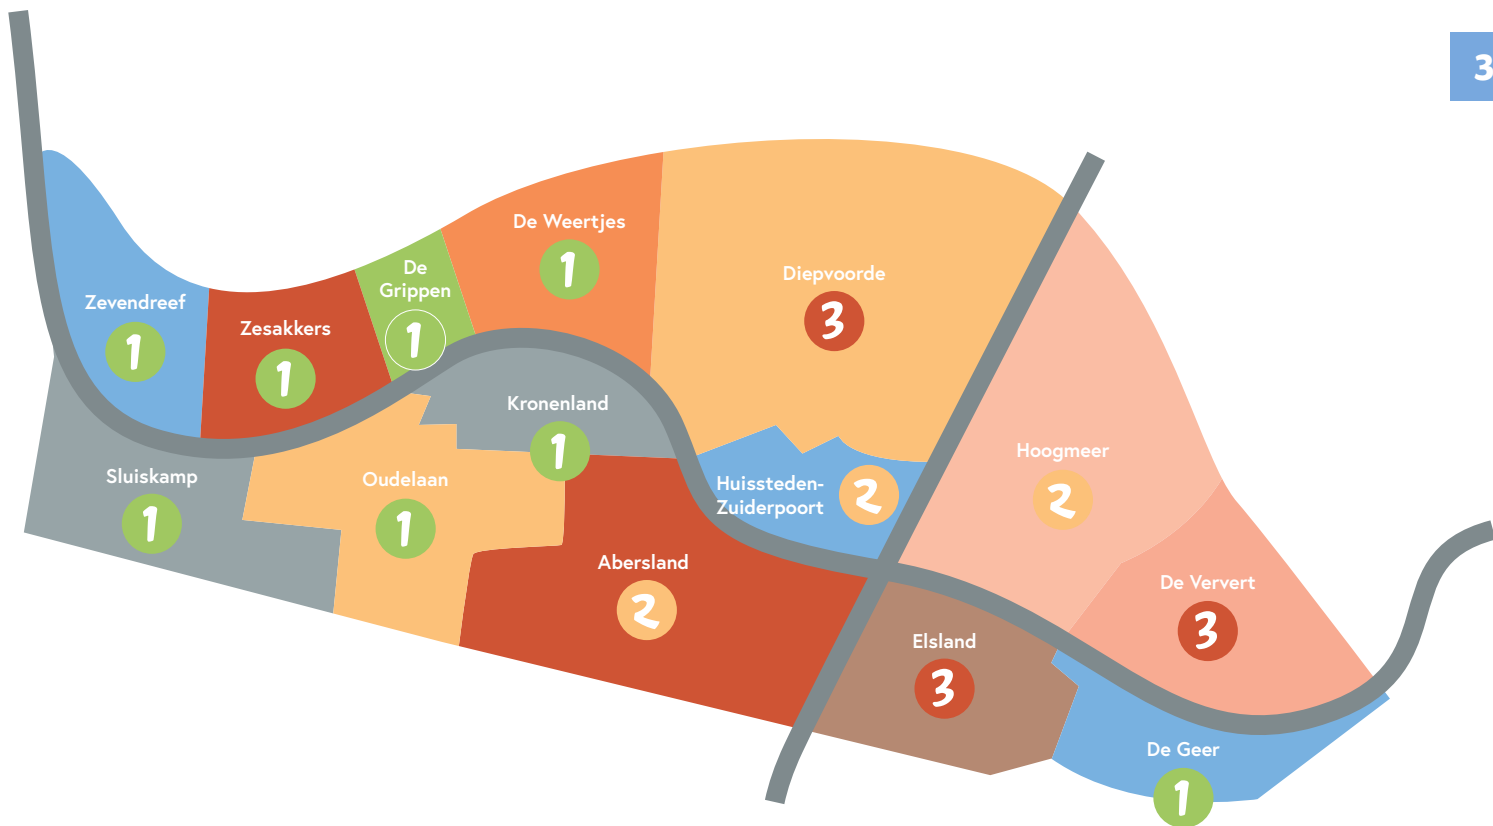 3
De Weertjes
1
De
Grippen
1
Diepvoorde
3
Zevendreef
1
Zesakkers
1
Kronenland
1
Hoogmeer
2
Sluiskamp
1
Oudelaan
1
Huissteden-
Zuiderpoort
2
Abersland
2
De Ververt
3
Elsland
3
De Geer
1